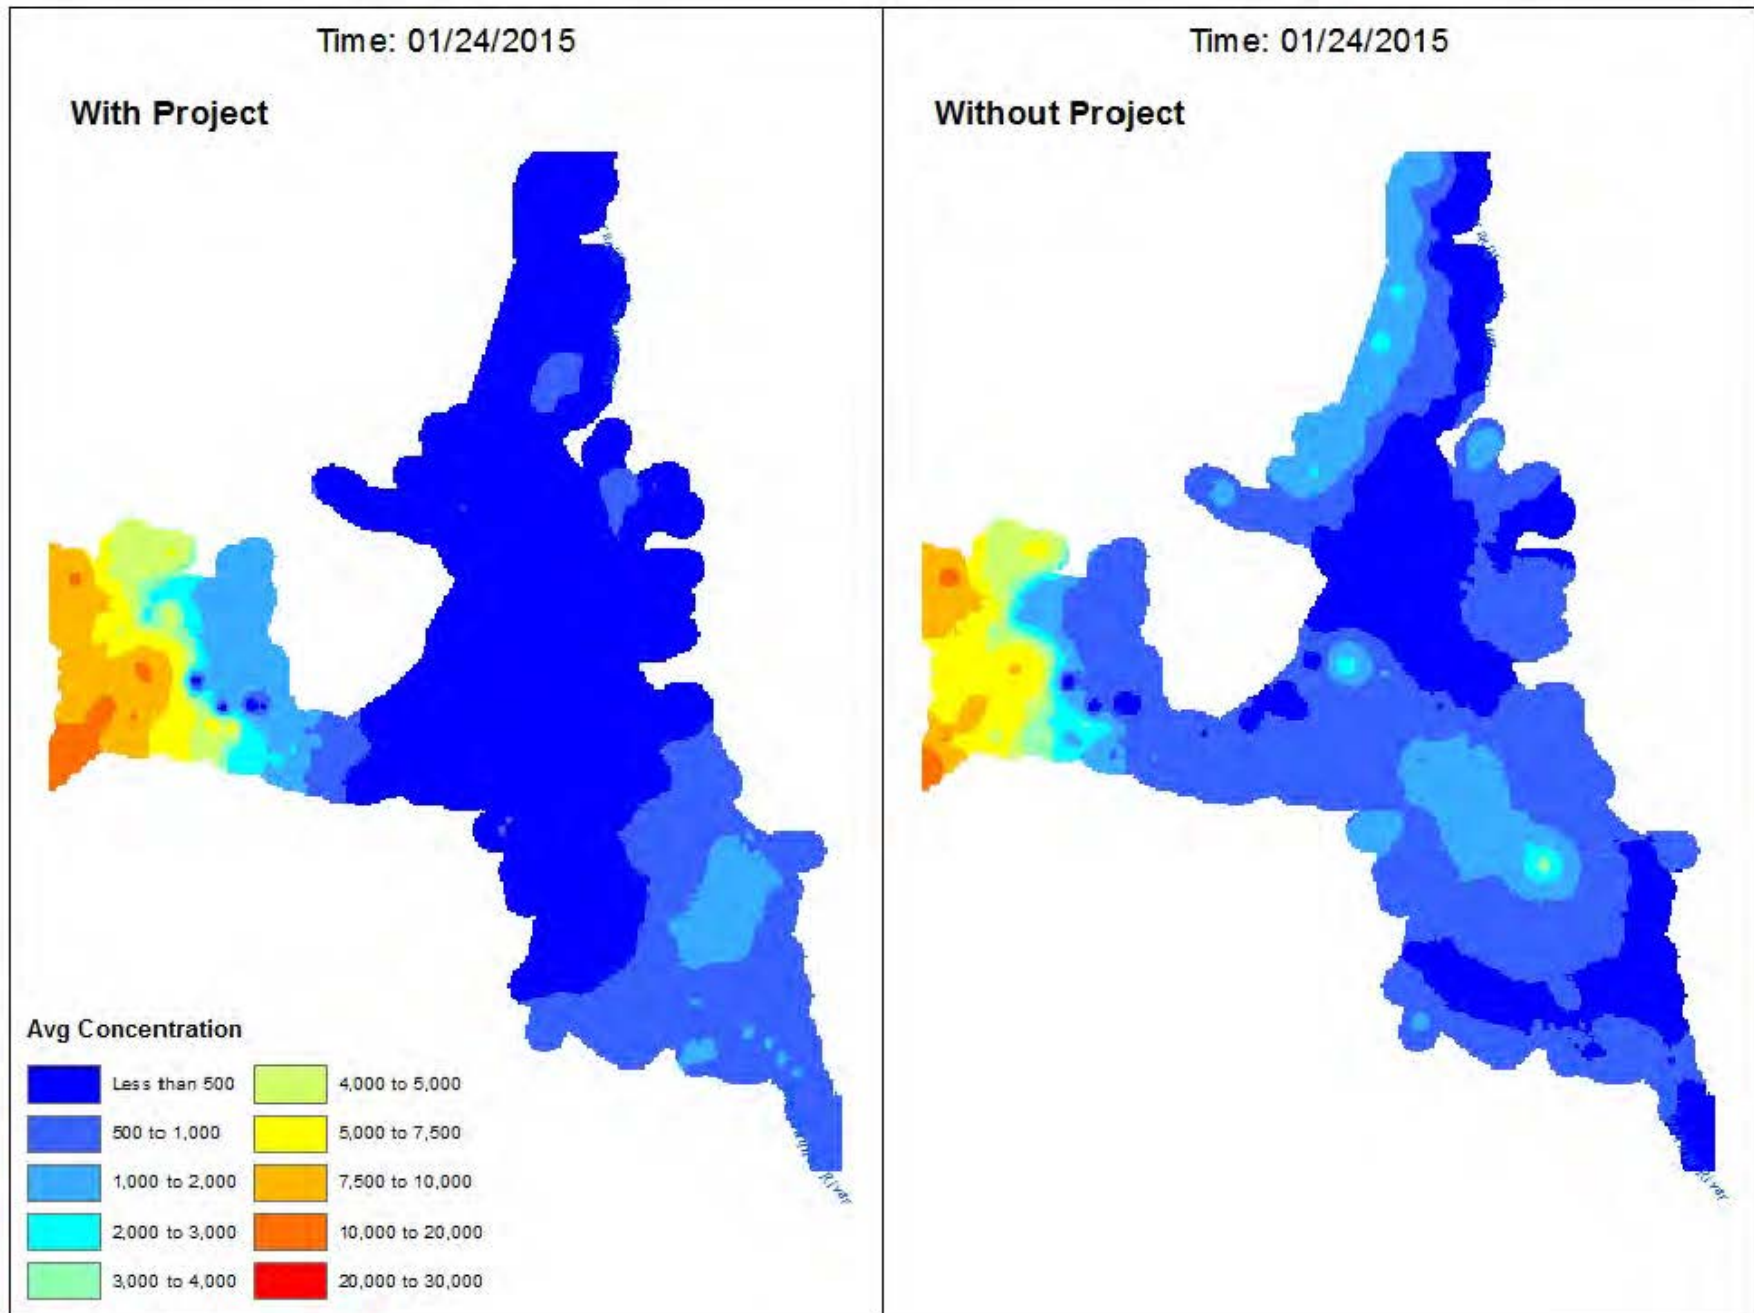 Time: 01/24/2015
With Project
Time: 01/24/2015
Without Project
Avg Concentration
Less than 500
500 to 1,000
1,000 to 2,000
2,000 to 3,000
3,000 to 4,000
4,000 to 5,000
5,000 to 7,500
7,500 to 10,000
10,000 to 20,000
20,000 to 30,000
River
River